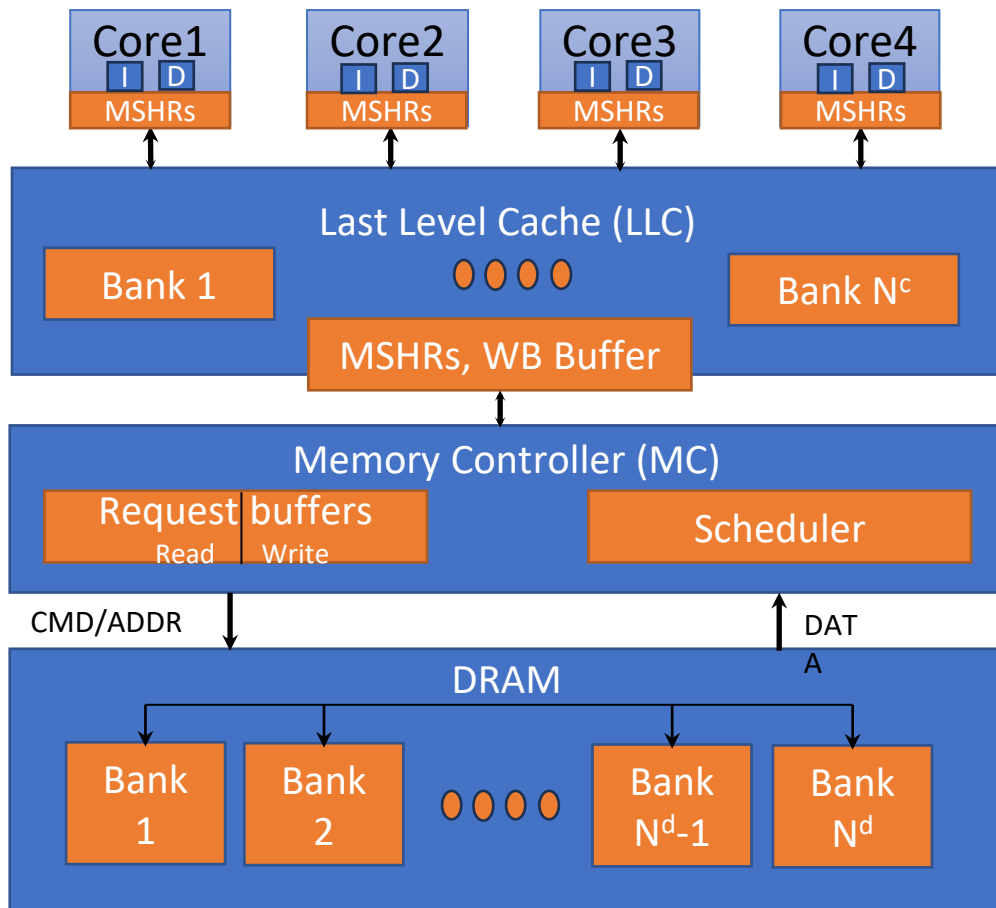 Core1
Core2
Core3
Core4
I D
I D
I D
I D
MSHRs
MSHRs
MSHRs
MSHRs
Last Level Cache (LLC)
Bank 1
Bank Nᶜ
MSHRs, WB Buffer
Memory Controller (MC)
Request buffers
Read Write
Scheduler
CMD/ADDR
DAT
A
DRAM
Bank
1
Bank
2
Bank
Nᵈ-1
Bank
Nᵈ